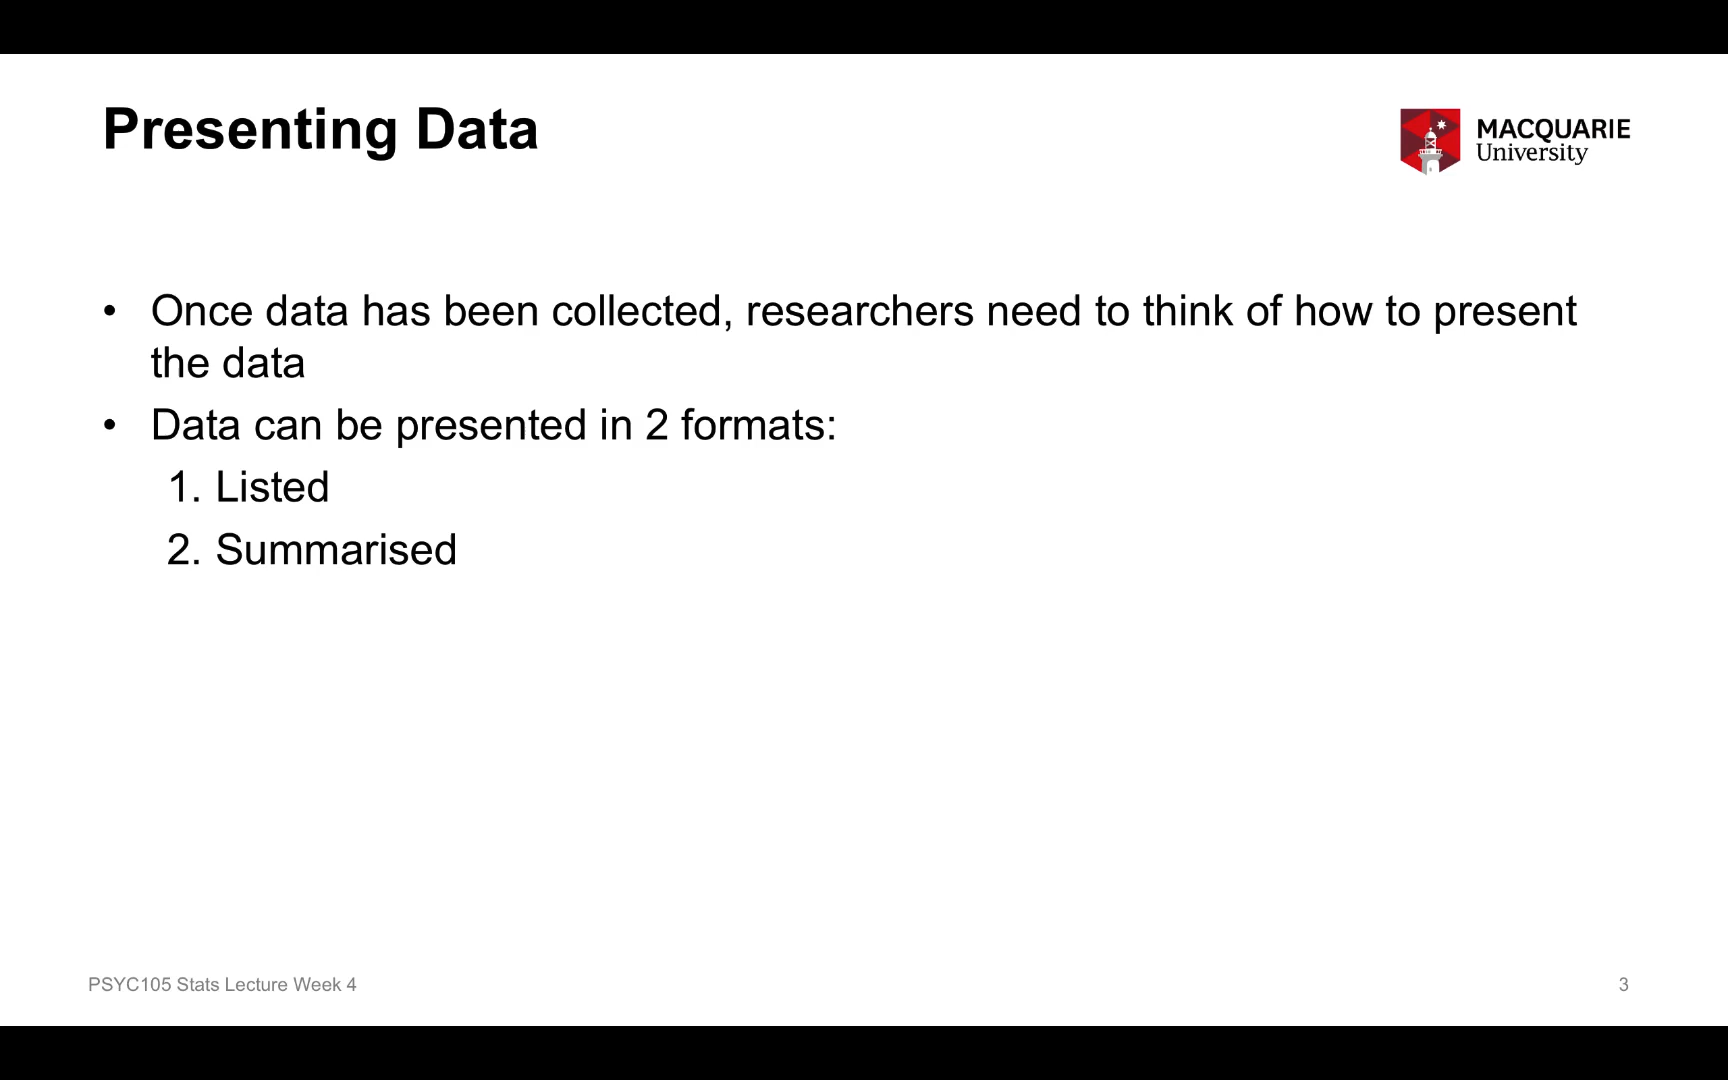 Presenting Data
MACQUARIE
University
• Once data has been collected, researchers need to think of how to present
the data
• Data can be presented in 2 formats:
1. Listed
2. Summarised
PSYC105 Stats Lecture Week 4
3